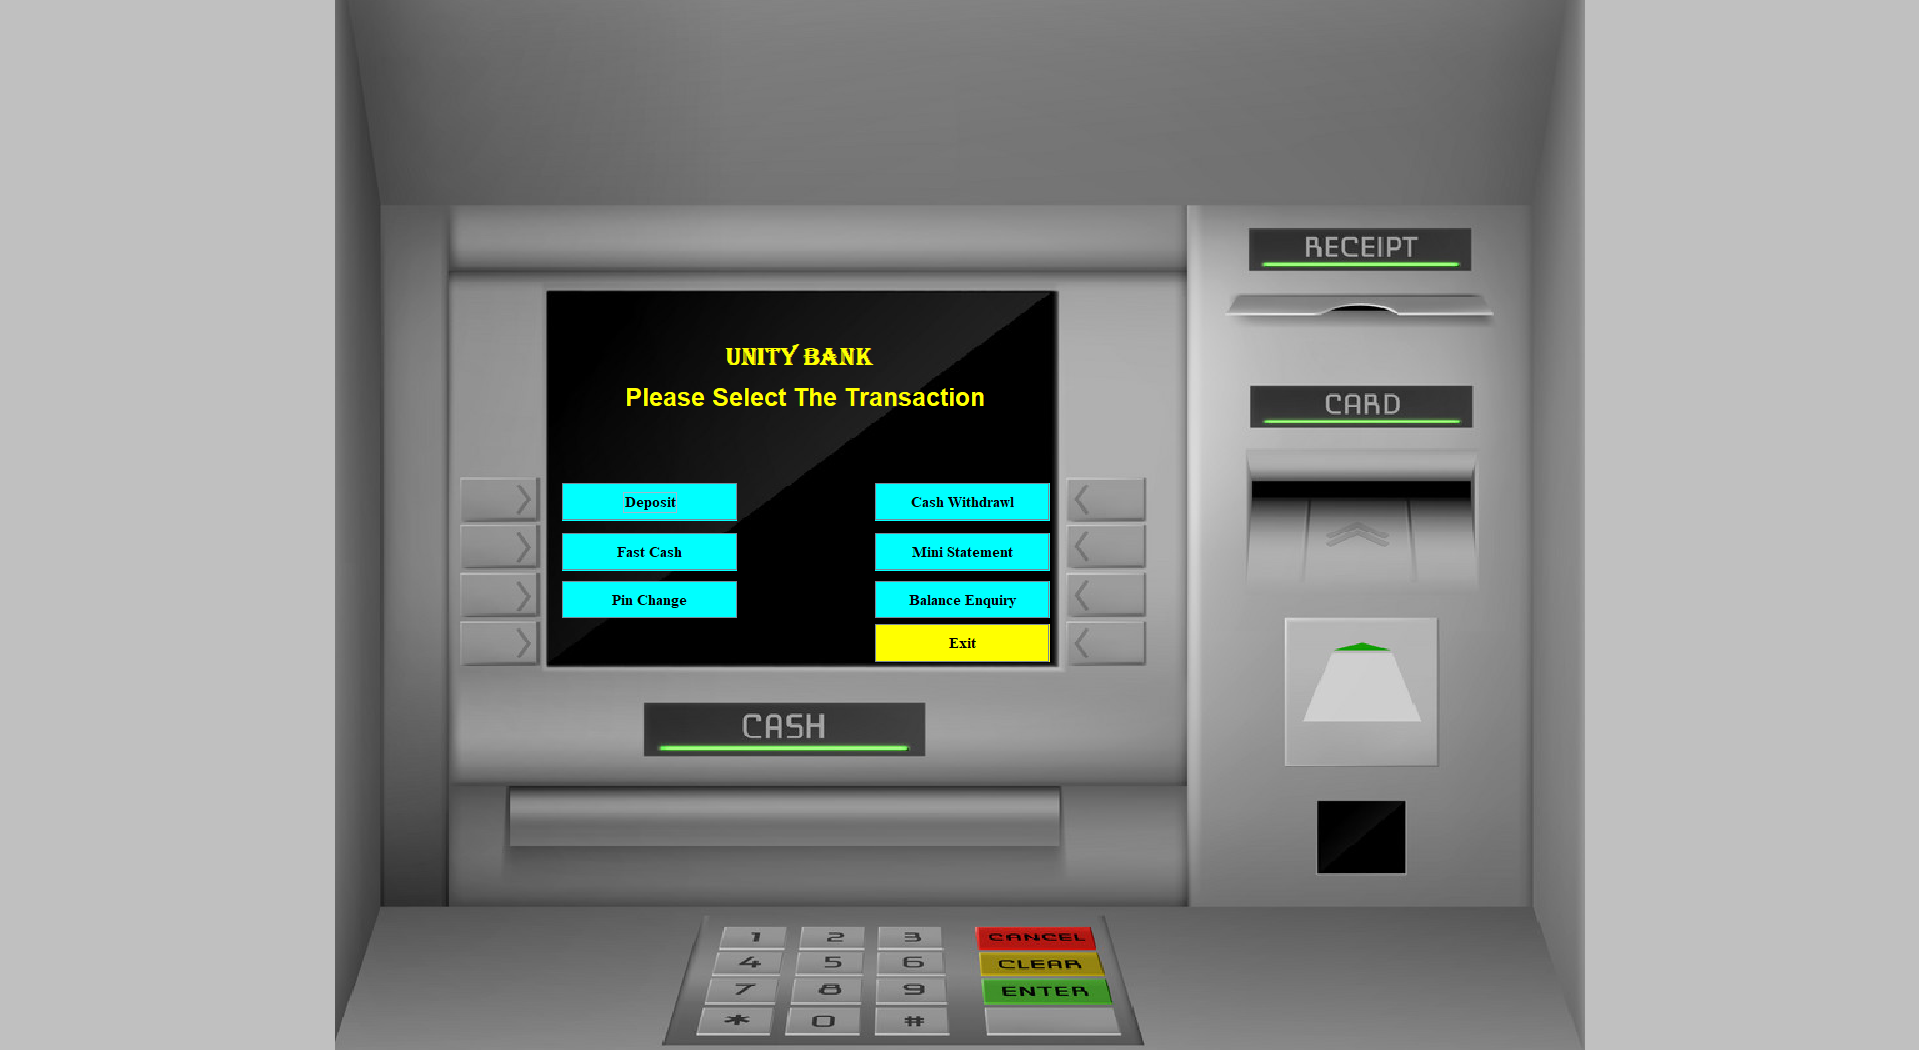 RECEIPT
UNITY BANK
Please Select The Transaction
CARD
Deposit
Cash Withdrawl
Fast Cash
Mini Statement
Pin Change
Balance Enquiry
Exit
CASH
1 2 3 CANCEL
4 5 6 CLEAR
7 8 9 ENTER
* 0 #